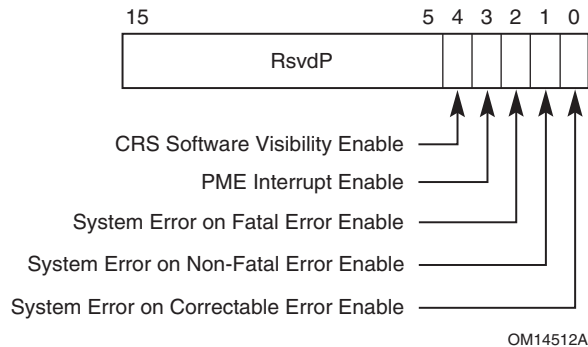 15 5 4 3 2 1 0
RsvdP
CRS Software Visibility Enable
PME Interrupt Enable
System Error on Fatal Error Enable
System Error on Non-Fatal Error Enable
System Error on Correctable Error Enable
OM14512A